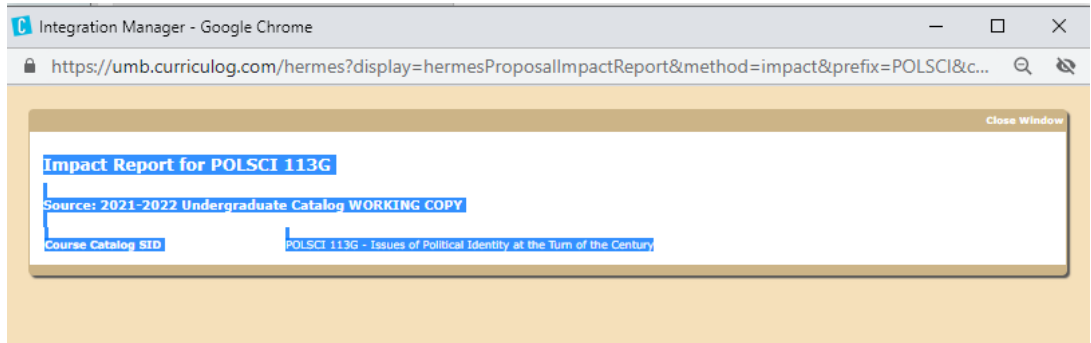 Integration Manager - Google Chrome
https://umb.curriculog.com/hermes?display=hermesProposalImpactReport&method=impact&prefix=POLSCI&c...
Close Window
Impact Report for POLSCI 113G
Source: 2021-2022 Undergraduate Catalog WORKING COPY
Course Catalog SID POLSCI 113G - Issues of Political Identity at the Turn of the Century